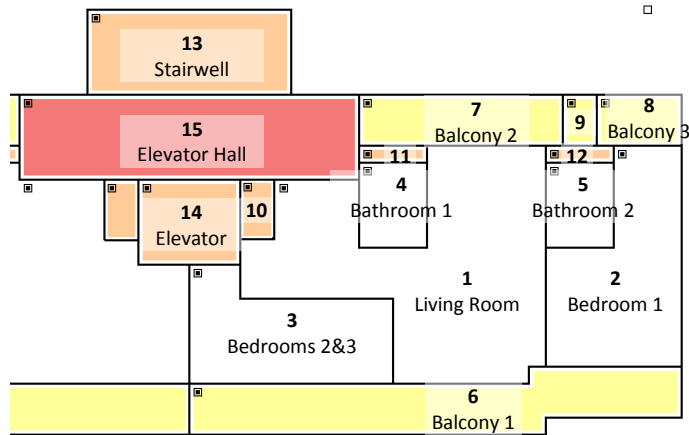 13
Stairwell
15
Elevator Hall
7
Balcony 2
9
8
Balcony 3
11
12
4
Bathroom 1
5
Bathroom 2
14
Elevator
10
1
Living Room
2
Bedroom 1
3
Bedrooms 2&3
6
Balcony 1